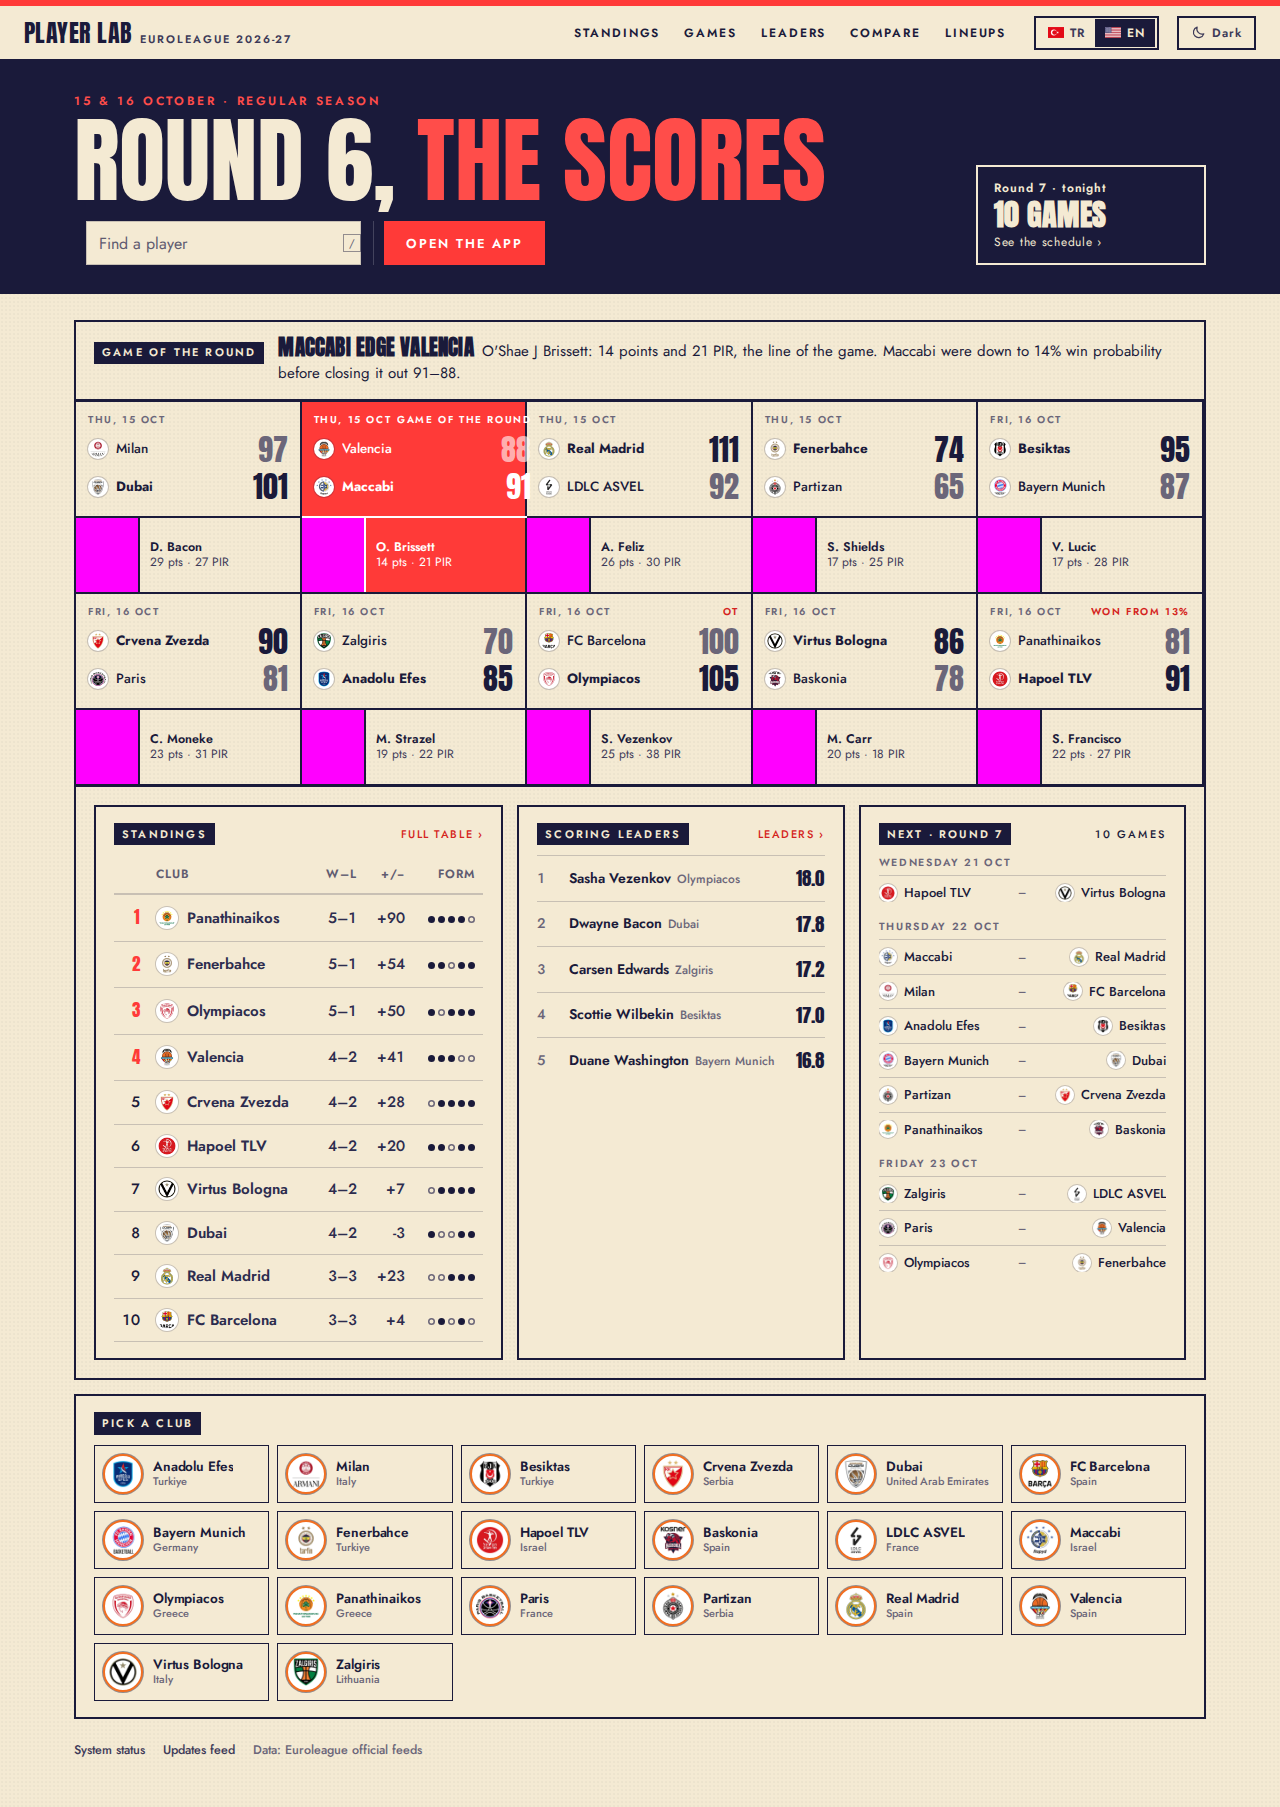 PLAYER LAB EUROLEAGUE 2026-27
STANDINGS GAMES LEADERS COMPARE LINEUPS TR EN Dark
15 & 16 OCTOBER · REGULAR SEASON
ROUND 6, THE SCORES
Find a player /
OPEN THE APP
Round 7 · tonight
10 GAMES
See the schedule ›
GAME OF THE ROUND MACCABI EDGE VALENCIA O'Shae J Brissett: 14 points and 21 PIR, the line of the game. Maccabi were down to 14% win probability
before closing it out 91–88.
THU, 15 OCT
Milan 97
Dubai 101
D. Bacon
29 pts · 27 PIR
THU, 15 OCT GAME OF THE ROUND
Valencia 88
Maccabi 91
O. Brissett
14 pts · 21 PIR
THU, 15 OCT
Real Madrid 111
LDLC ASVEL 92
A. Feliz
26 pts · 30 PIR
THU, 15 OCT
Fenerbahce 74
Partizan 65
S. Shields
17 pts · 25 PIR
FRI, 16 OCT
Besiktas 95
Bayern Munich 87
V. Lucic
17 pts · 28 PIR
FRI, 16 OCT
Crvena Zvezda 90
Paris 81
C. Moneke
23 pts · 31 PIR
FRI, 16 OCT
Zalgiris 70
Anadolu Efes 85
M. Strazel
19 pts · 22 PIR
FRI, 16 OCT OT
FC Barcelona 100
Olympiacos 105
S. Vezenkov
25 pts · 38 PIR
FRI, 16 OCT
Virtus Bologna 86
Baskonia 78
M. Carr
20 pts · 18 PIR
FRI, 16 OCT WON FROM 13%
Panathinaikos 81
Hapoel TLV 91
S. Francisco
22 pts · 27 PIR
STANDINGS FULL TABLE ›
CLUB W–L +/– FORM
1 Panathinaikos 5–1 +90
2 Fenerbahce 5–1 +54
3 Olympiacos 5–1 +50
4 Valencia 4–2 +41
5 Crvena Zvezda 4–2 +28
6 Hapoel TLV 4–2 +20
7 Virtus Bologna 4–2 +7
8 Dubai 4–2 -3
9 Real Madrid 3–3 +23
10 FC Barcelona 3–3 +4
SCORING LEADERS LEADERS ›
1 Sasha Vezenkov Olympiacos 18.0
2 Dwayne Bacon Dubai 17.8
3 Carsen Edwards Zalgiris 17.2
4 Scottie Wilbekin Besiktas 17.0
5 Duane Washington Bayern Munich 16.8
NEXT · ROUND 7 10 GAMES
WEDNESDAY 21 OCT
Hapoel TLV – Virtus Bologna
THURSDAY 22 OCT
Maccabi – Real Madrid
Milan – FC Barcelona
Anadolu Efes – Besiktas
Bayern Munich – Dubai
Partizan – Crvena Zvezda
Panathinaikos – Baskonia
FRIDAY 23 OCT
Zalgiris – LDLC ASVEL
Paris – Valencia
Olympiacos – Fenerbahce
PICK A CLUB
Anadolu Efes
Turkiye
Milan
Italy
Besiktas
Turkiye
Crvena Zvezda
Serbia
Dubai
United Arab Emirates
FC Barcelona
Spain
Bayern Munich
Germany
Fenerbahce
Turkiye
Hapoel TLV
Israel
Baskonia
Spain
LDLC ASVEL
France
Maccabi
Israel
Olympiacos
Greece
Panathinaikos
Greece
Paris
France
Partizan
Serbia
Real Madrid
Spain
Valencia
Spain
Virtus Bologna
Italy
Zalgiris
Lithuania
System status Updates feed Data: Euroleague official feeds